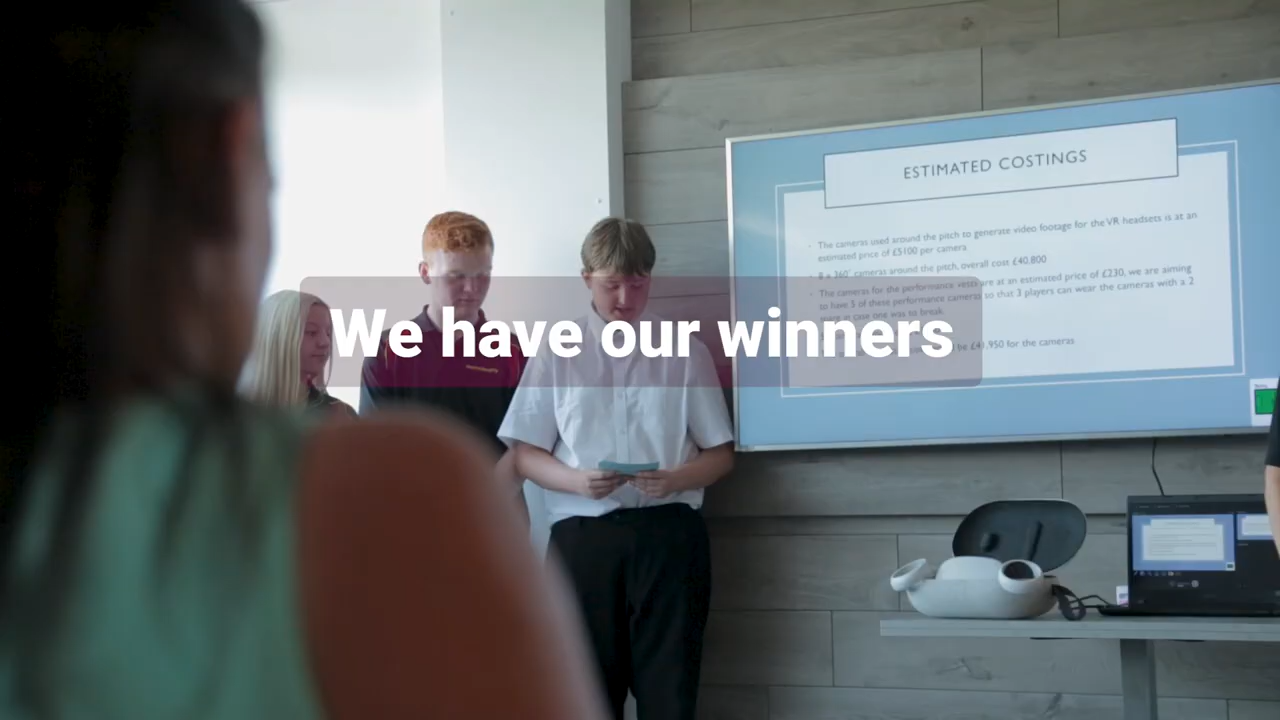 ESTIMATED COSTINGS
The cameras used around the pitch to generate video footage for the VR headsets is at an
estimated price of £5100 per camera
8 x 360° cameras around the pitch, overall cost £40,800
The cameras for the performance vests are at an estimated price of £230, we are aiming
to have 5 of these performance cameras so that 3 players can wear the cameras with a 2
spare in case one was to break.
We have our winners
be £41,950 for the cameras